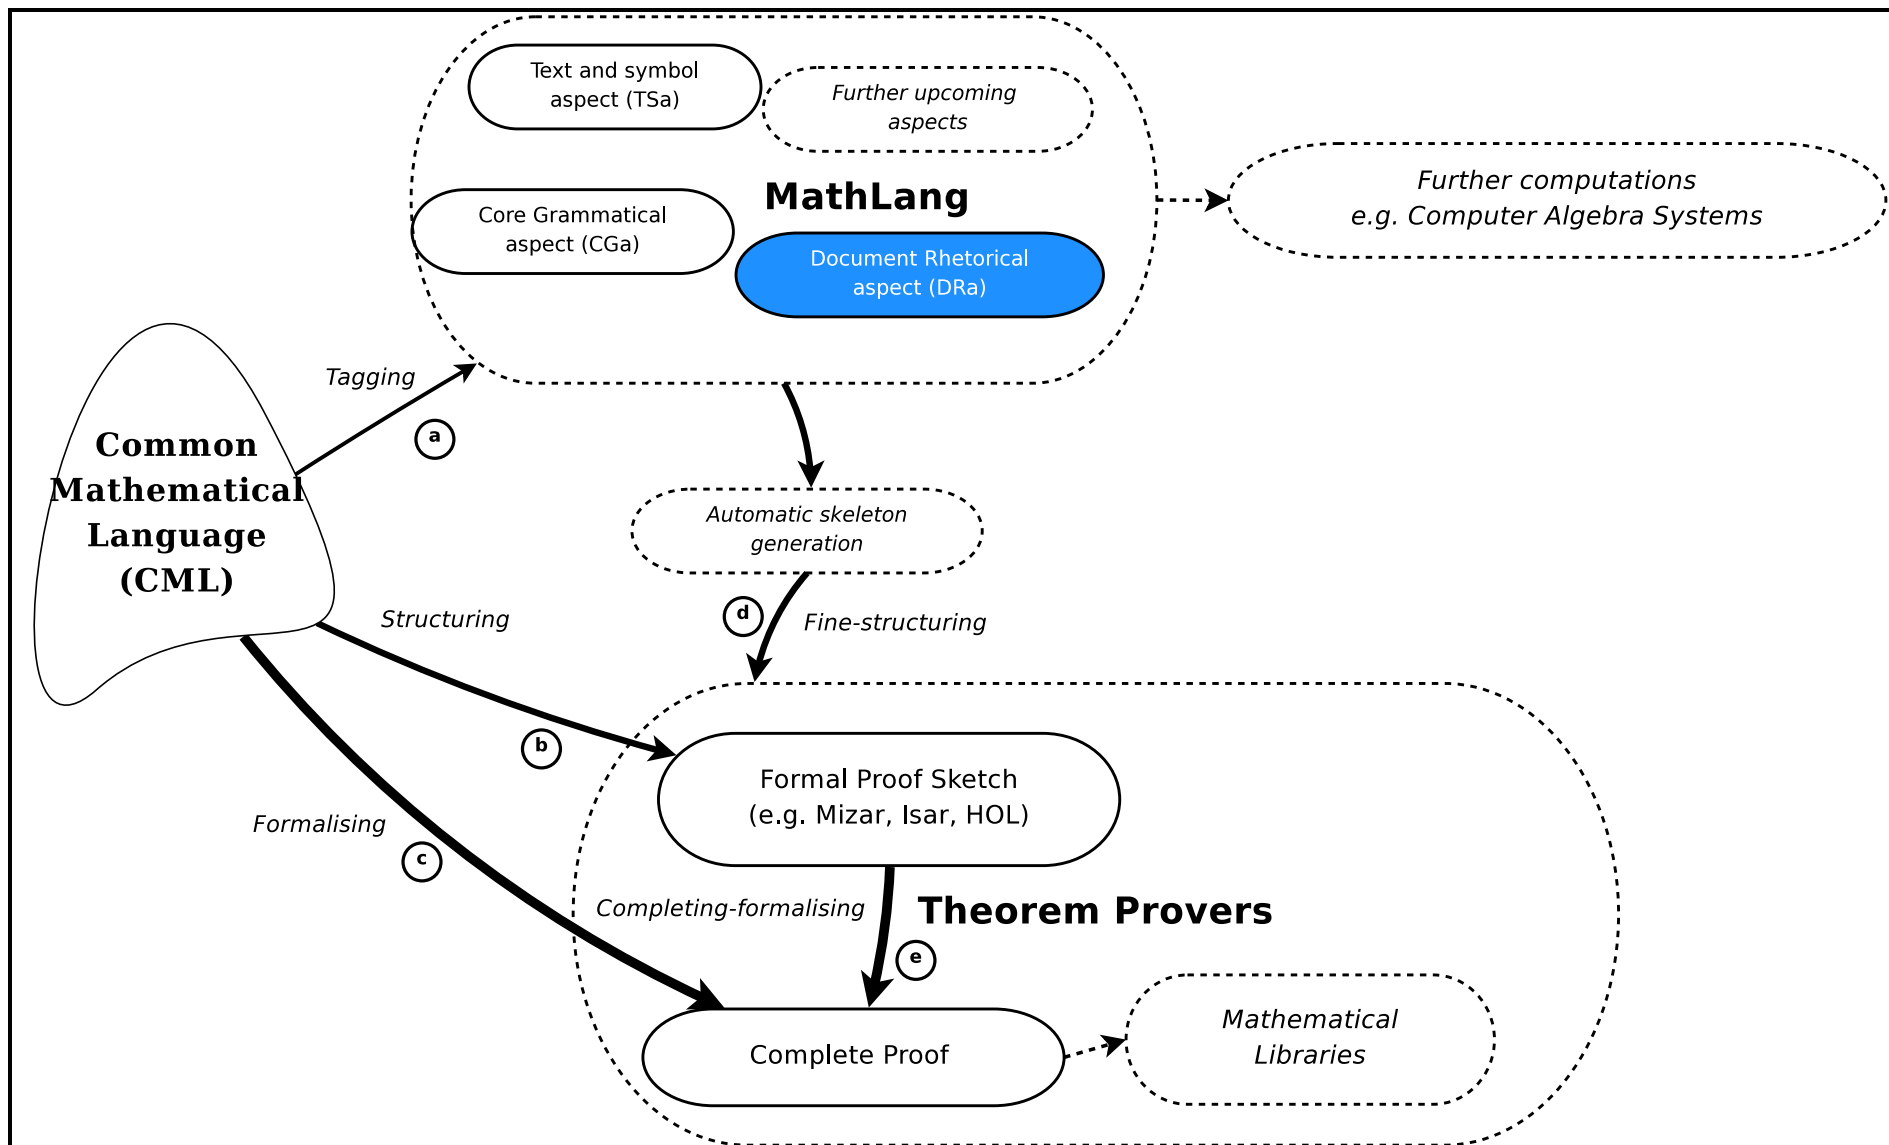 Text and symbol
aspect (TSa)
Further upcoming
aspects
MathLang
Core Grammatical
aspect (CGa)
Document Rhetorical
aspect (DRa)
Further computations
e.g. Computer Algebra Systems
Tagging
a
Common
Mathematical
Language
(CML)
Automatic skeleton
generation
Structuring
d
Fine-structuring
b
Formal Proof Sketch
(e.g. Mizar, Isar, HOL)
Formalising
c
Completing-formalising
Theorem Provers
e
Complete Proof
Mathematical
Libraries